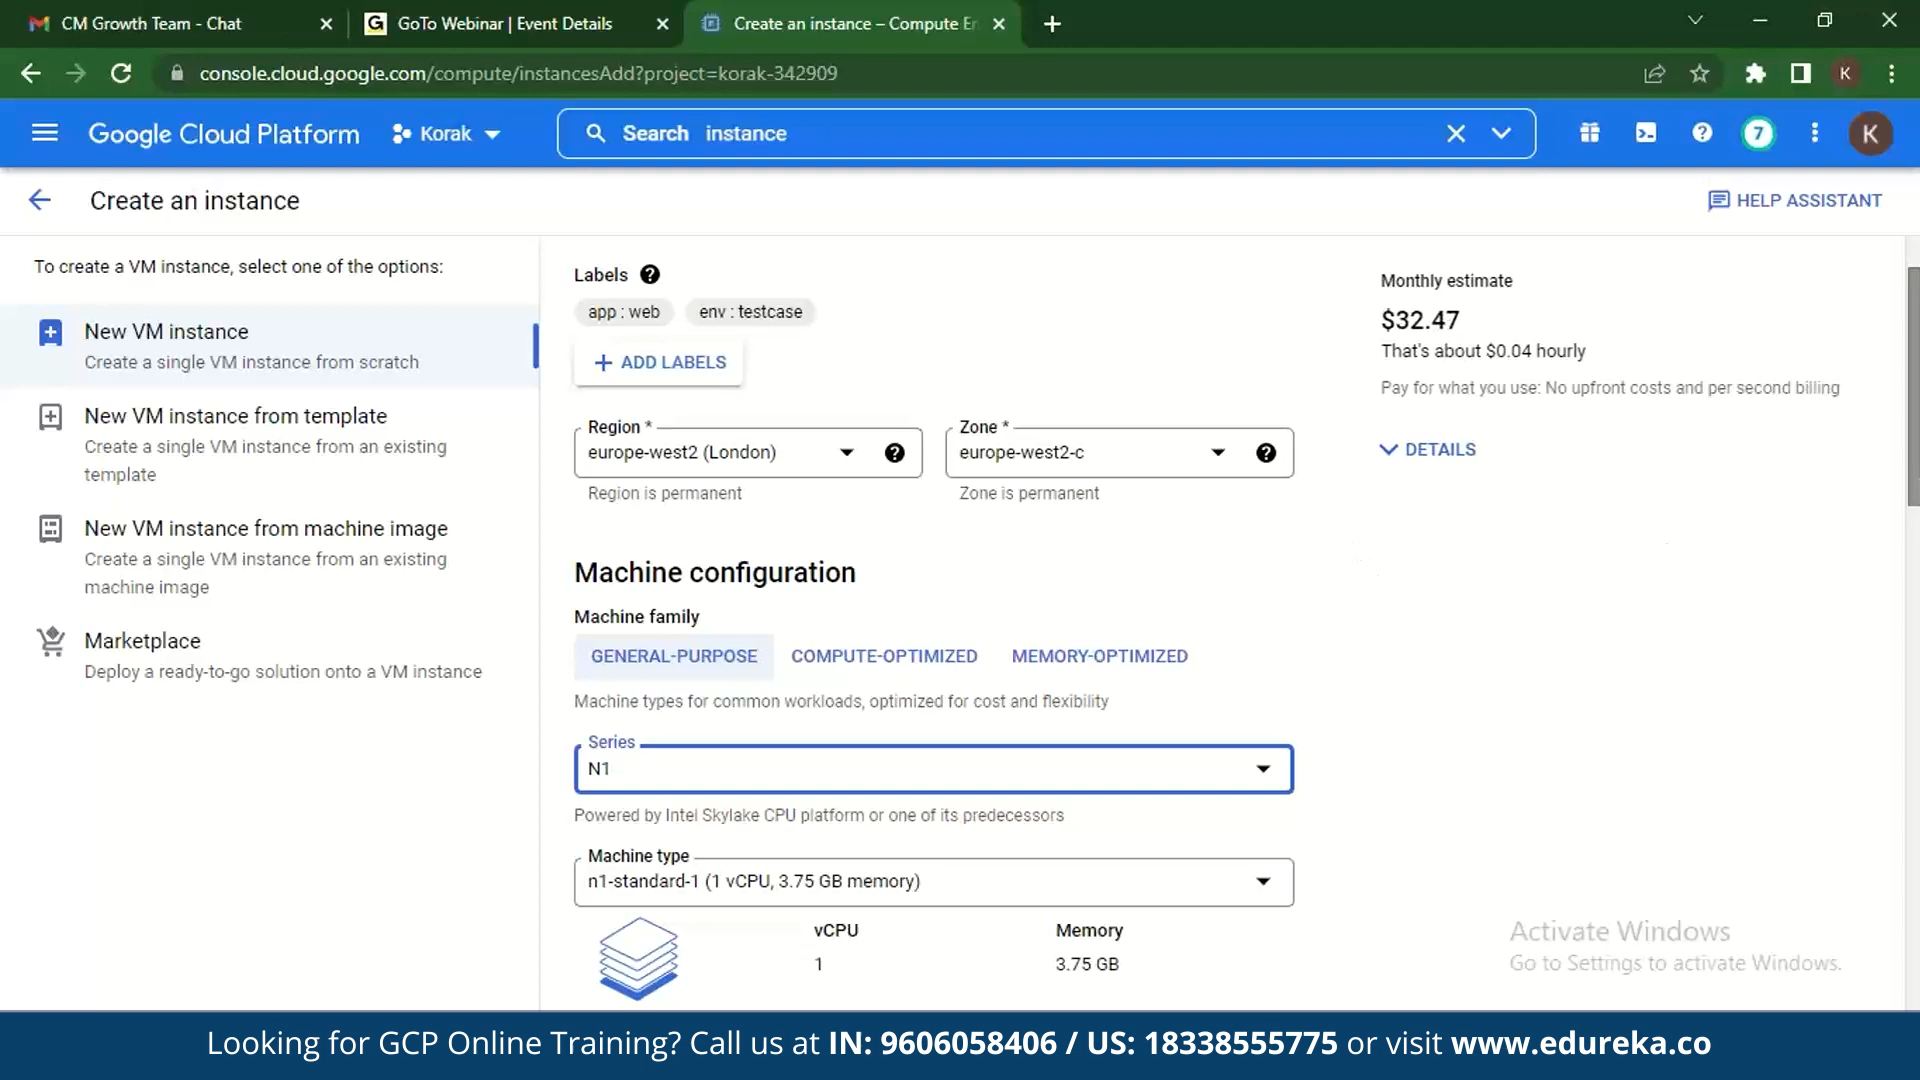 CM Growth Team - Chat
GoTo Webinar | Event Details
Create an instance – Compute En
console.cloud.google.com/compute/instancesAdd?project=korak-342909
K
Google Cloud Platform
Korak
Search instance
7
K
Create an instance
HELP ASSISTANT
To create a VM instance, select one of the options:
New VM instance
Create a single VM instance from scratch
New VM instance from template
Create a single VM instance from an existing
template
New VM instance from machine image
Create a single VM instance from an existing
machine image
Marketplace
Deploy a ready-to-go solution onto a VM instance
Labels
app : web
env : testcase
ADD LABELS
Region *
europe-west2 (London)
Region is permanent
Zone *
europe-west2-c
Zone is permanent
Machine configuration
Machine family
GENERAL-PURPOSE
COMPUTE-OPTIMIZED
MEMORY-OPTIMIZED
Machine types for common workloads, optimized for cost and flexibility
Series
N1
Powered by Intel Skylake CPU platform or one of its predecessors
Machine type
n1-standard-1 (1 vCPU, 3.75 GB memory)
vCPU
1
Memory
3.75 GB
Monthly estimate
$32.47
That's about $0.04 hourly
Pay for what you use: No upfront costs and per second billing
DETAILS
Activate Windows
Go to Settings to activate Windows.
Looking for GCP Online Training? Call us at IN: 9606058406 / US: 18338555775 or visit www.edureka.co